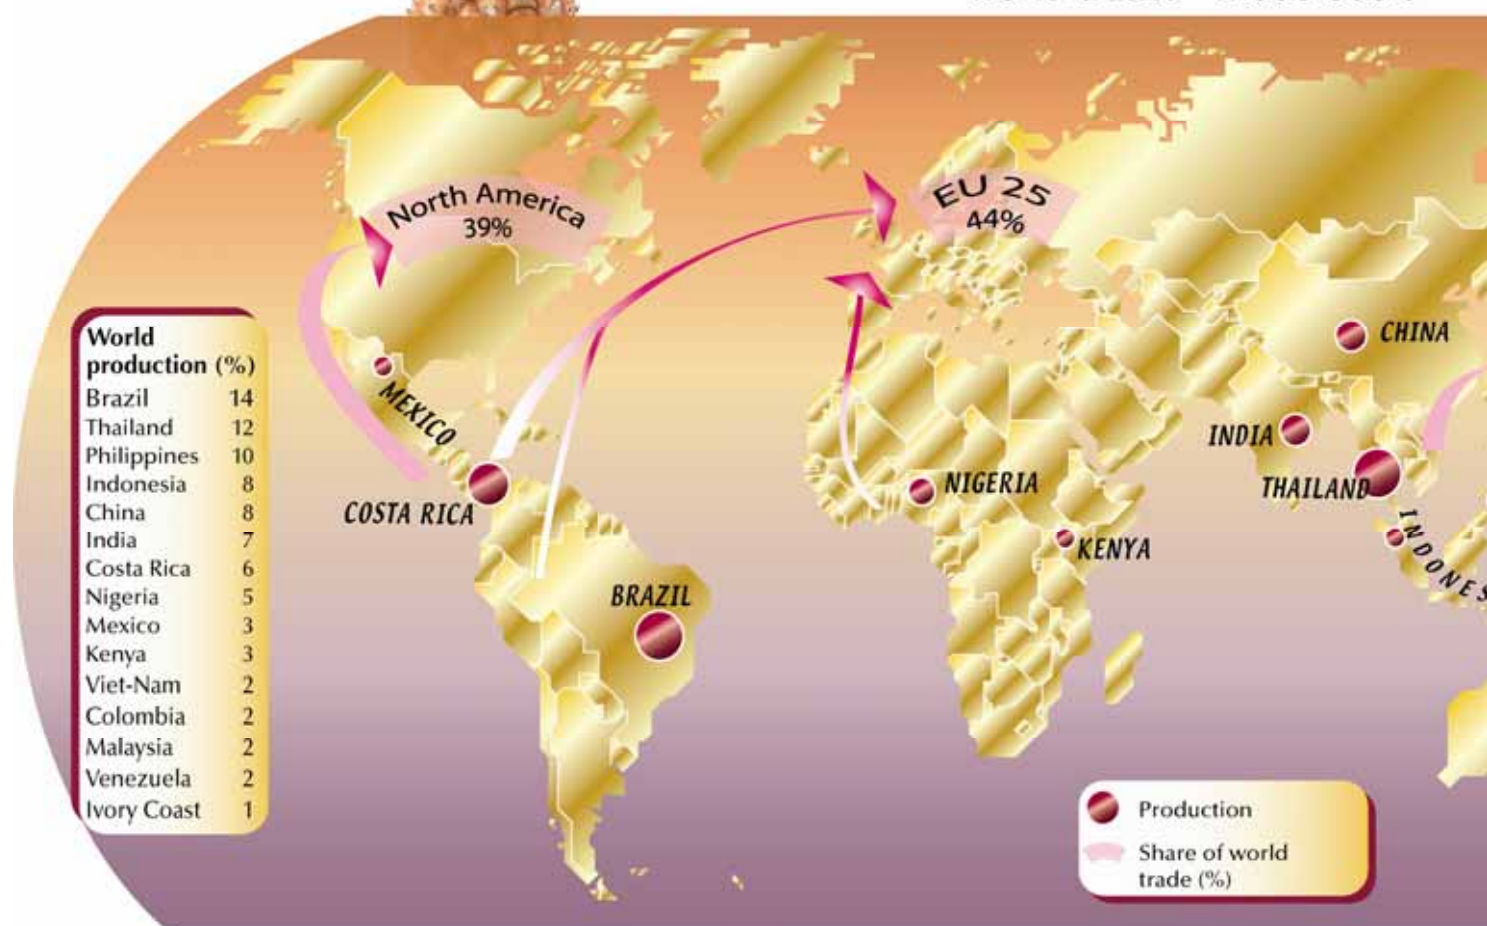 North America
39%
EU 25
44%
World
production (%)
Brazil 14
Thailand 12
Philippines 10
Indonesia 8
China 8
India 7
Costa Rica 6
Nigeria 5
Mexico 3
Kenya 3
Viet-Nam 2
Colombia 2
Malaysia 2
Venezuela 2
Ivory Coast 1
MEXICO
COSTA RICA
BRAZIL
NIGERIA
KENYA
CHINA
INDIA
THAILAND
INDONES
Production
Share of world
trade (%)